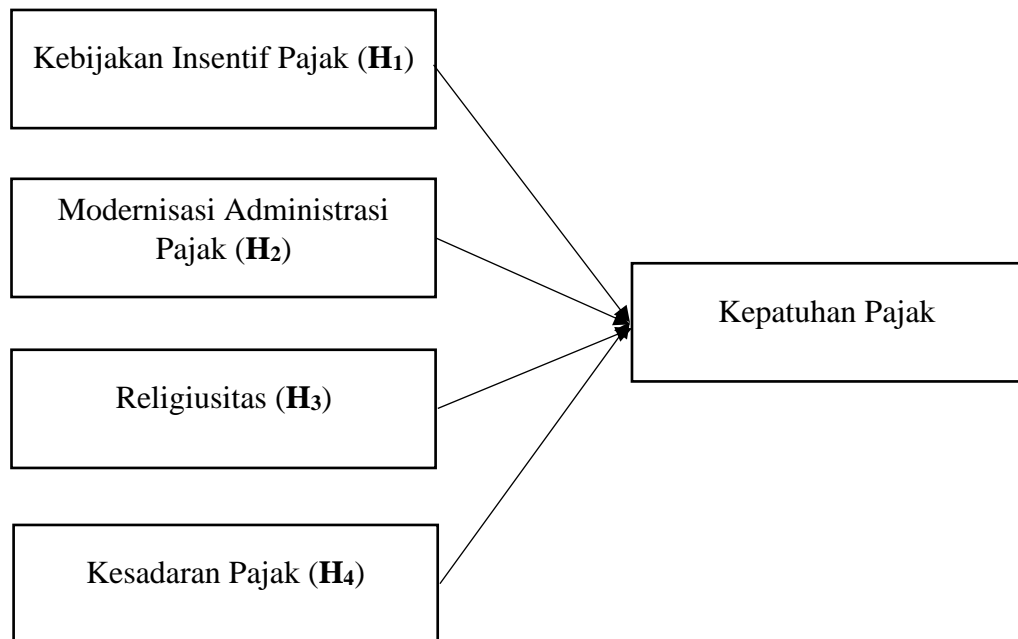 Kebijakan Insentif Pajak (H1)
Modernisasi Administrasi
Pajak (H2)
Religiusitas (H3)
Kesadaran Pajak (H4)
Kepatuhan Pajak